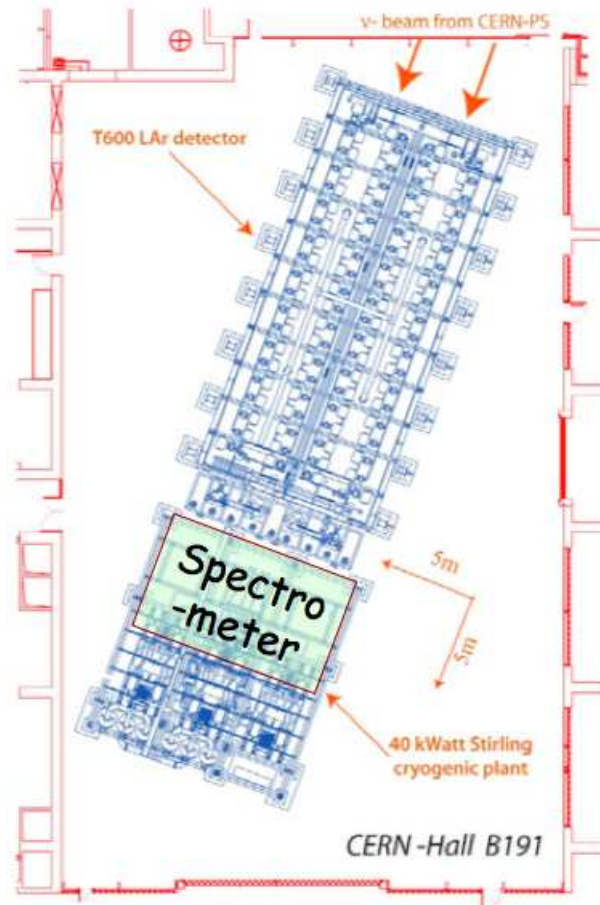 ν- beam from CERN-PS
T600 LAr detector
5m
5m
Spectro
-meter
40 kWatt Stirling
cryogenic plant
CERN -Hall B191